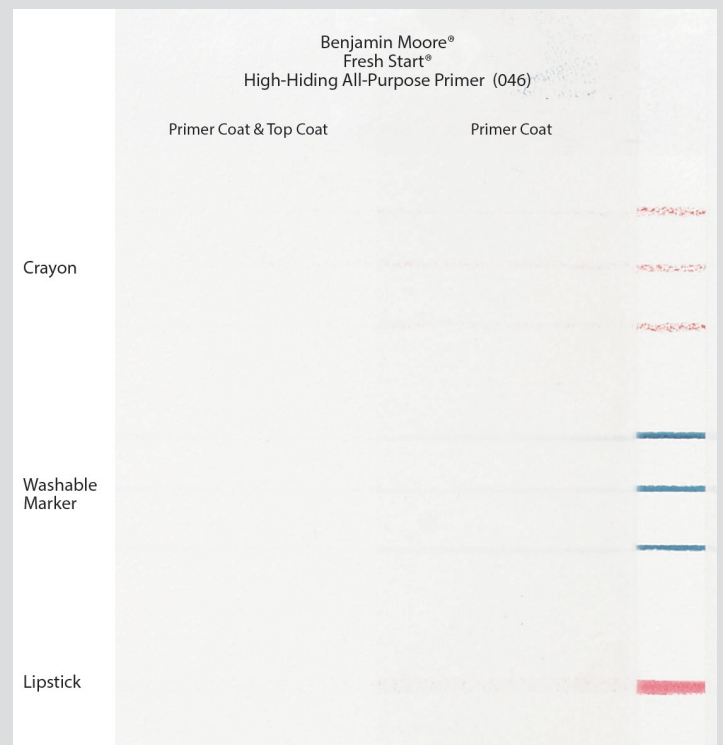 Benjamin Moore®
Fresh Start®
High-Hiding All-Purpose Primer (046)
Primer Coat & Top Coat
Primer Coat
Crayon
Washable
Marker
Lipstick